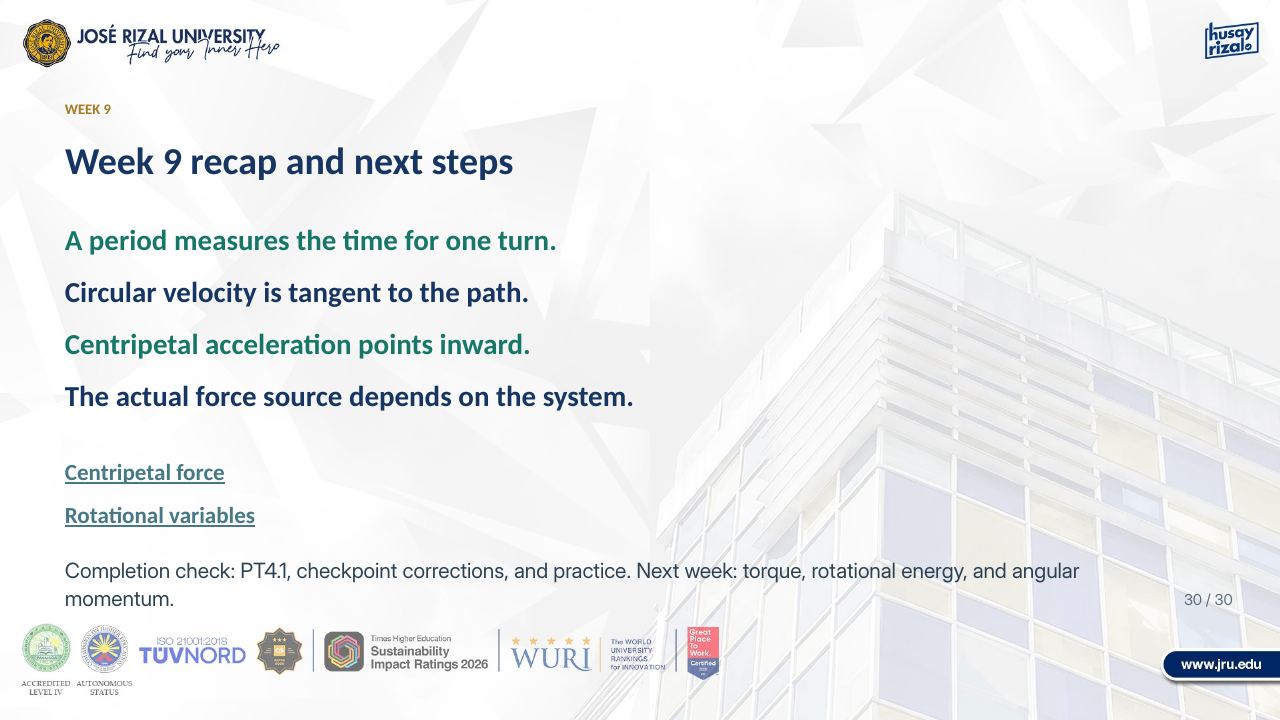 JOSÉ RIZAL UNIVERSITY
Find your Inner Hero
husay
rizal
WEEK 9
Week 9 recap and next steps
A period measures the time for one turn.
Circular velocity is tangent to the path.
Centripetal acceleration points inward.
The actual force source depends on the system.
Centripetal force
Rotational variables
Completion check: PT4.1, checkpoint corrections, and practice. Next week: torque, rotational energy, and angular
momentum.
30 / 30
ACCREDITED
LEVEL IV
AUTONOMOUS
STATUS
ISO 21001:2018
TÜVNORD
Times Higher Education
Sustainability
Impact Ratings 2026
WURI
The WORLD
UNIVERSITY
RANKINGS
for INNOVATION
Great
Place
To
Work.
Certified
www.jru.edu